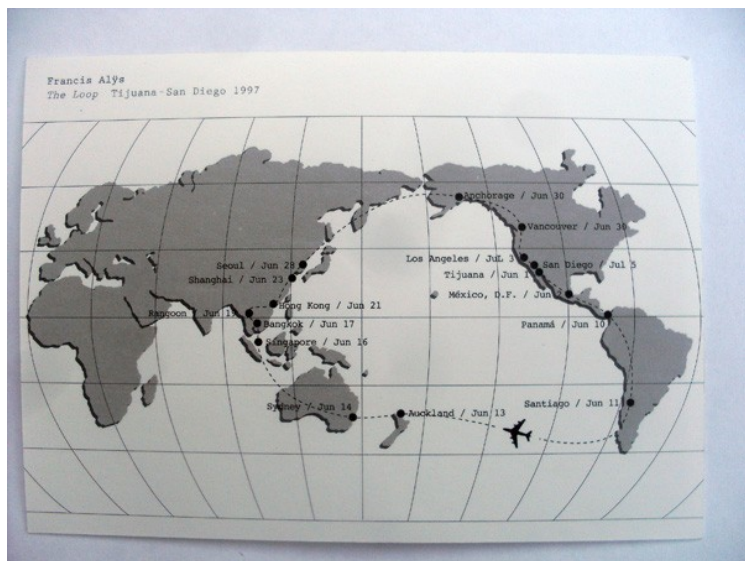 Francis Alÿs
The Loop Tijuana-San Diego 1997
Anchorage / Jun 30
Vancouver / Jun 30
Los Angeles / JuL 3
San Diego / Jul 5
Tijuana / Jun 1
México, D.F. / Jun
Panamá / Jun 10
Santiago / Jun 11
Auckland / Jun 13
Sydney / Jun 14
Singapore / Jun 16
Bangkok / Jun 17
Rangoon / Jun
Hong Kong / Jun 21
Shanghai / Jun 23
Seoul / Jun 28